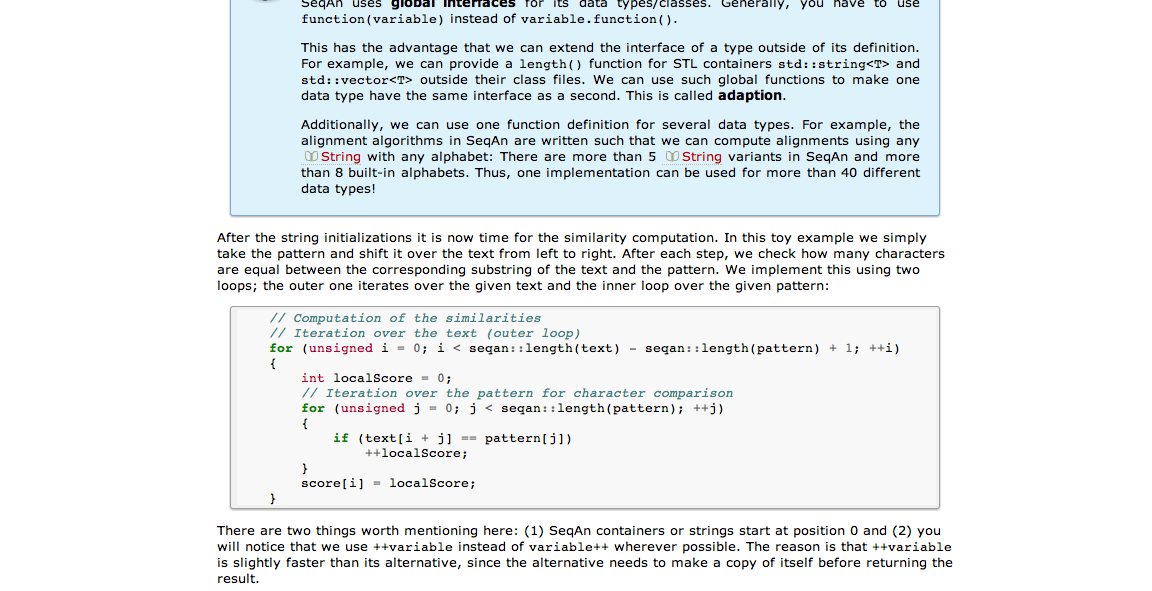 SeqAn uses global interfaces for its data types/classes. Generally, you have to use
function(variable) instead of variable.function().
This has the advantage that we can extend the interface of a type outside of its definition.
For example, we can provide a length() function for STL containers std::string<T> and
std::vector<T> outside their class files. We can use such global functions to make one
data type have the same interface as a second. This is called adaption.
Additionally, we can use one function definition for several data types. For example, the
alignment algorithms in SeqAn are written such that we can compute alignments using any
String with any alphabet: There are more than 5 String variants in SeqAn and more
than 8 built-in alphabets. Thus, one implementation can be used for more than 40 different
data types!
After the string initializations it is now time for the similarity computation. In this toy example we simply
take the pattern and shift it over the text from left to right. After each step, we check how many characters
are equal between the corresponding substring of the text and the pattern. We implement this using two
loops; the outer one iterates over the given text and the inner loop over the given pattern:
// Computation of the similarities
// Iteration over the text (outer loop)
for (unsigned i = 0; i < seqan::length(text) - seqan::length(pattern) + 1; ++i)
{
int localScore = 0;
// Iteration over the pattern for character comparison
for (unsigned j = 0; j < seqan::length(pattern); ++j)
{
if (text[i + j] == pattern[j])
++localScore;
}
score[i] = localScore;
}
There are two things worth mentioning here: (1) SeqAn containers or strings start at position 0 and (2) you
will notice that we use ++variable instead of variable++ wherever possible. The reason is that ++variable
is slightly faster than its alternative, since the alternative needs to make a copy of itself before returning the
result.